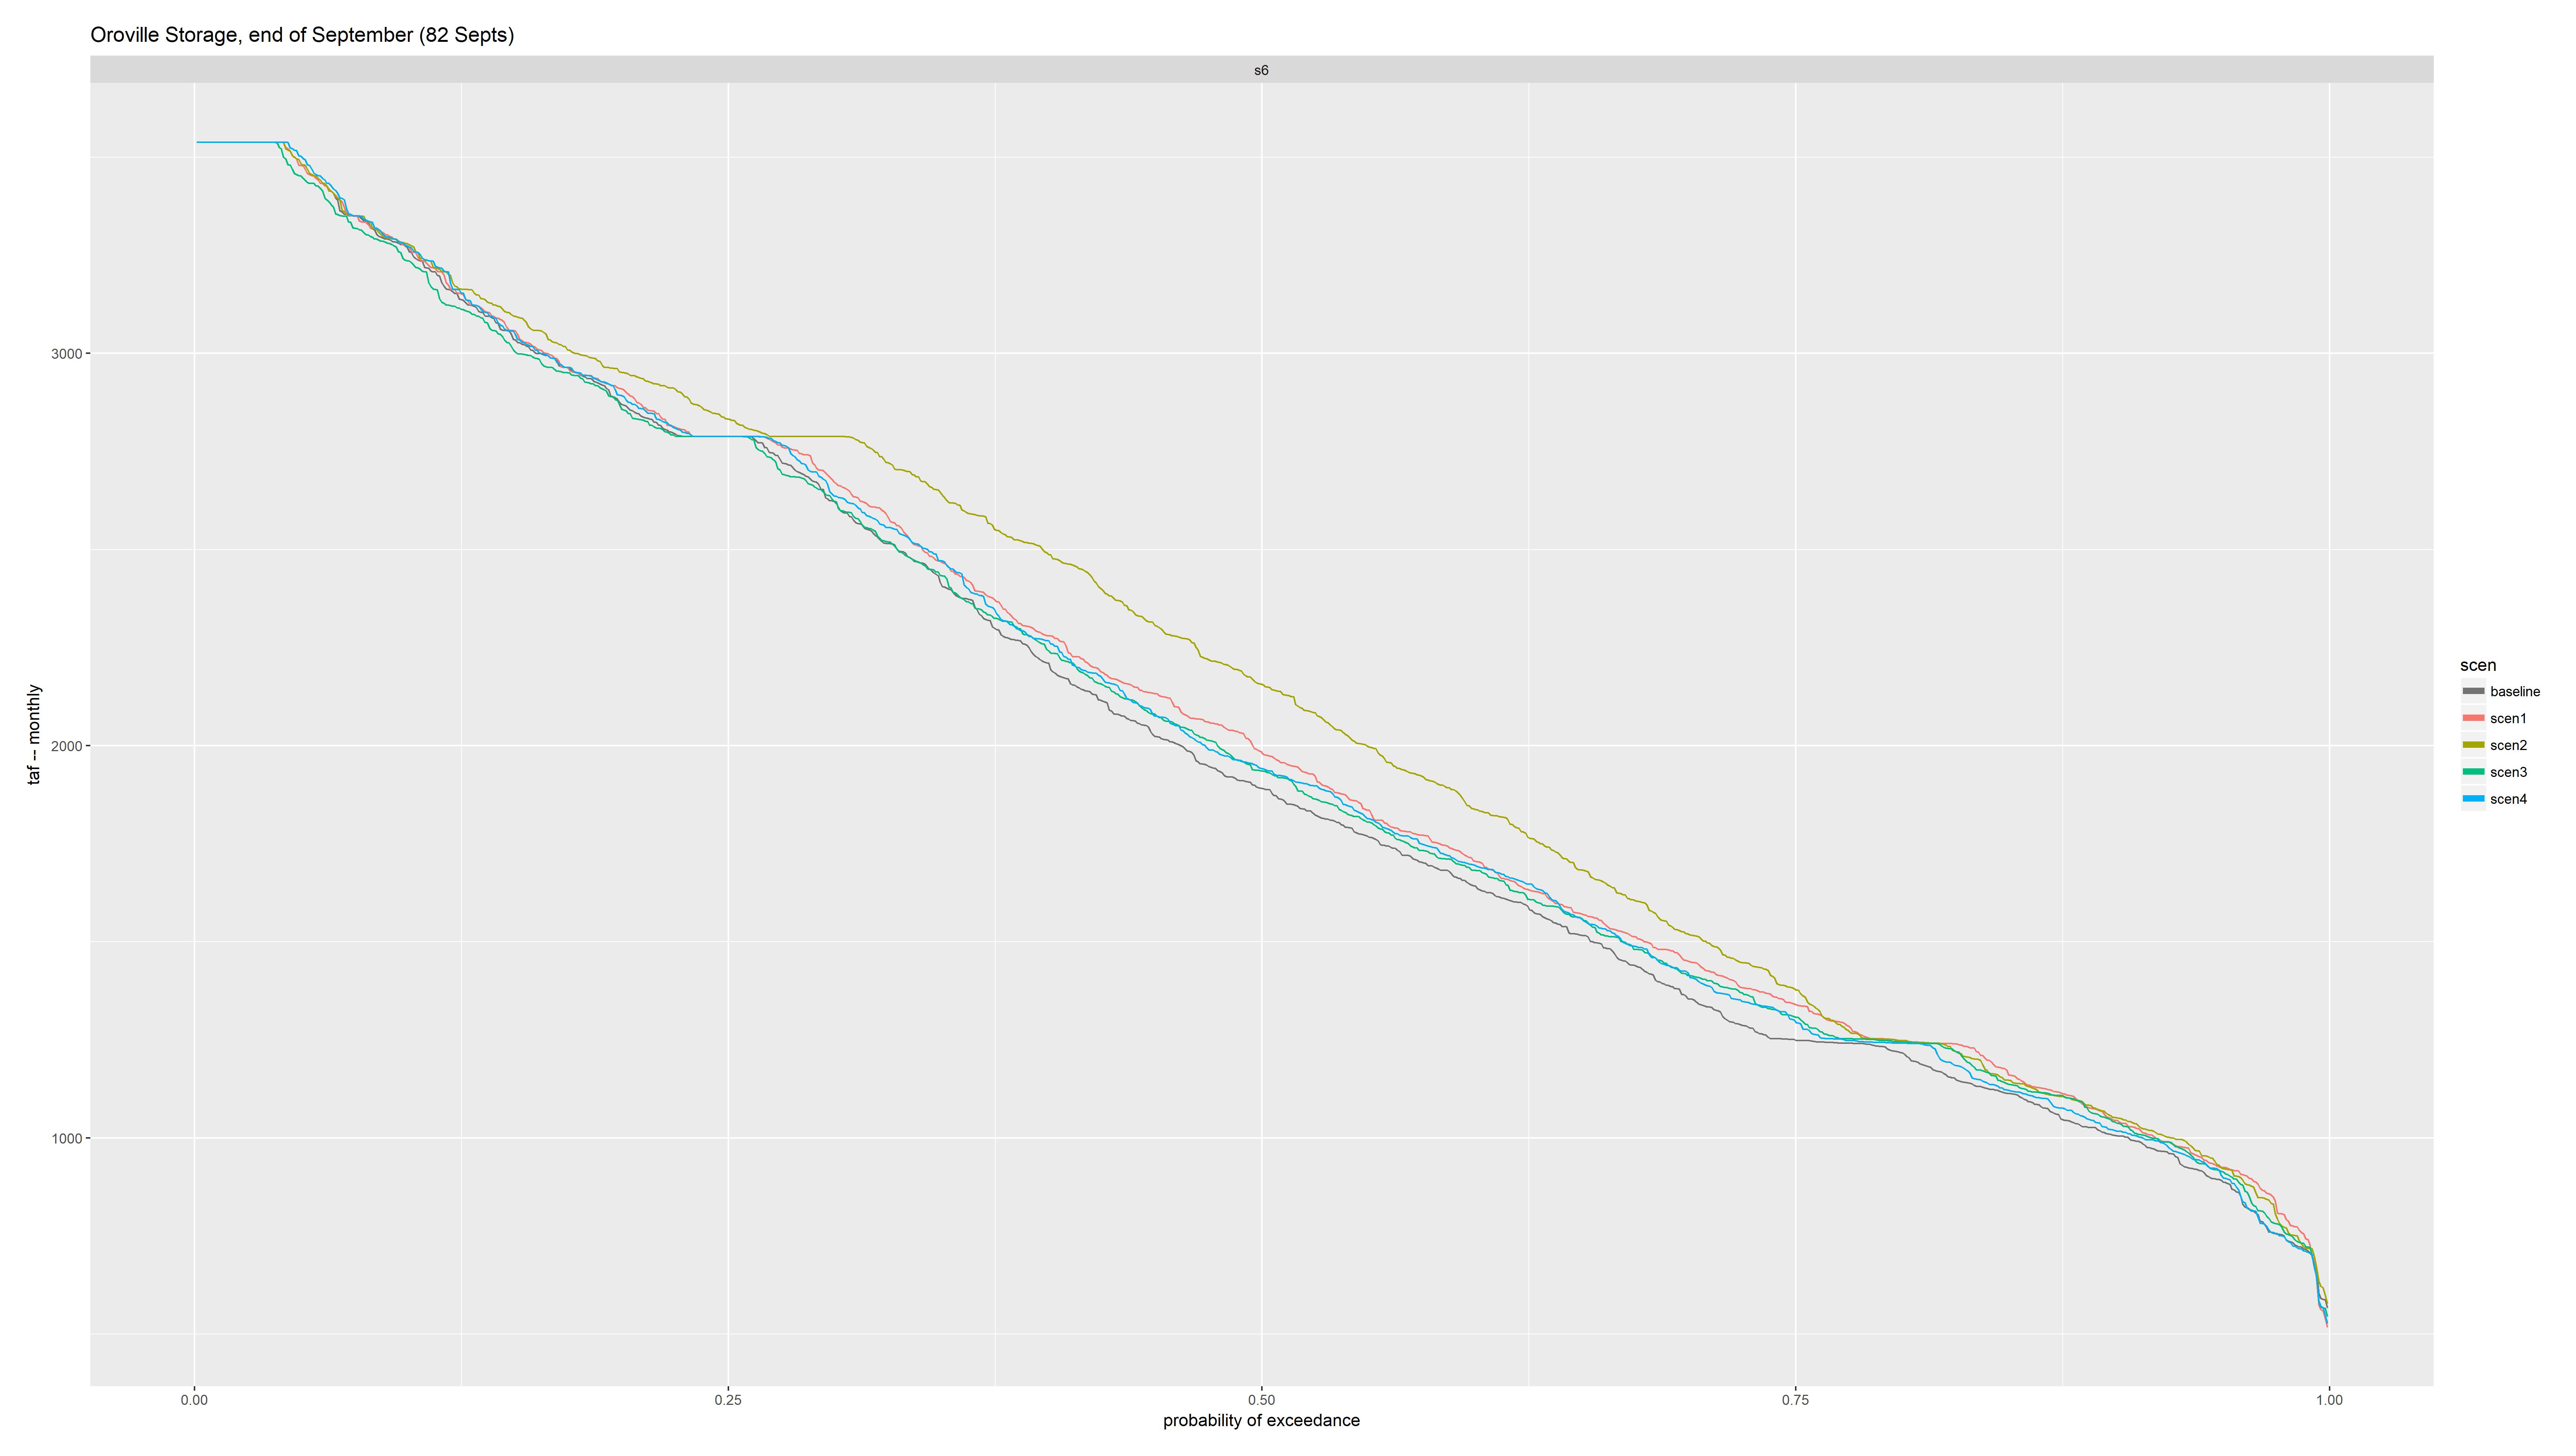 Oroville Storage, end of September (82 Septs)
s6
3000
2000
1000
taf -- monthly
0.00
0.25
0.50
0.75
1.00
probability of exceedance
scen
baseline
scen1
scen2
scen3
scen4